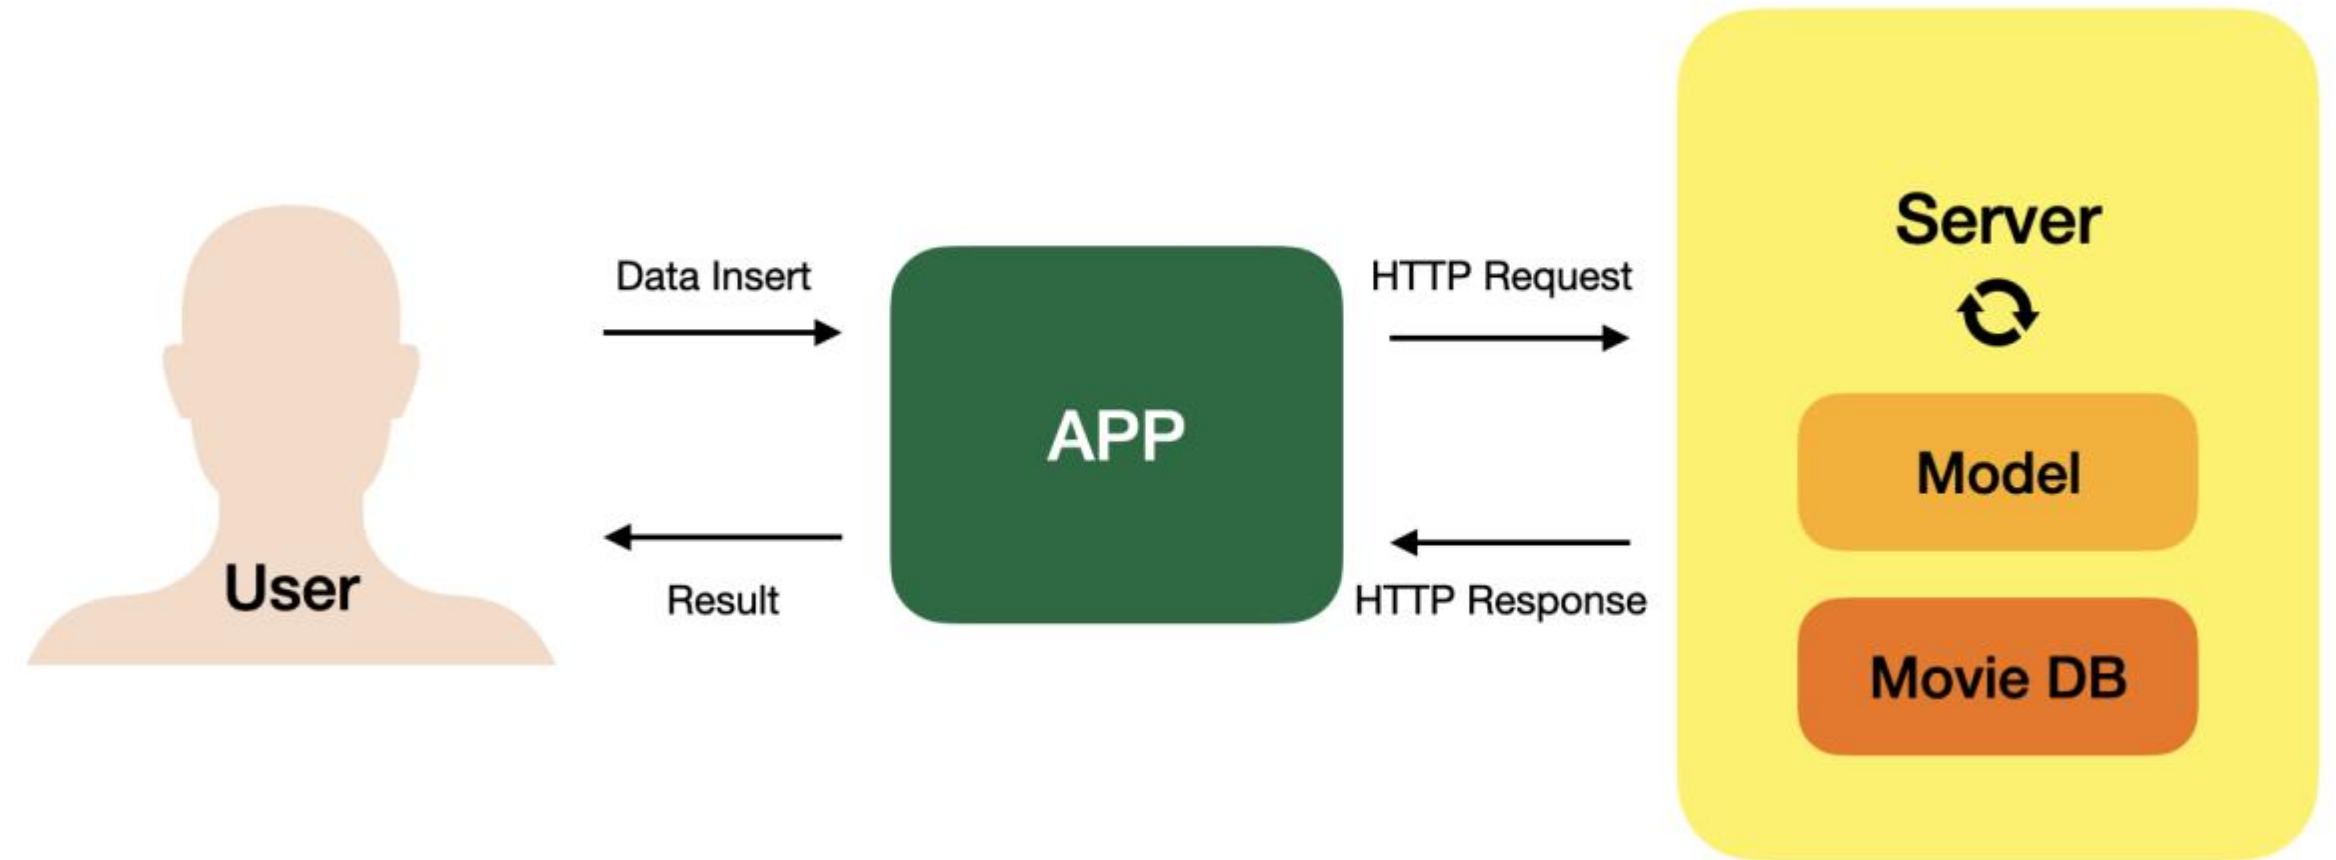 User
Data Insert
Result
APP
HTTP Request
HTTP Response
Server
Model
Movie DB